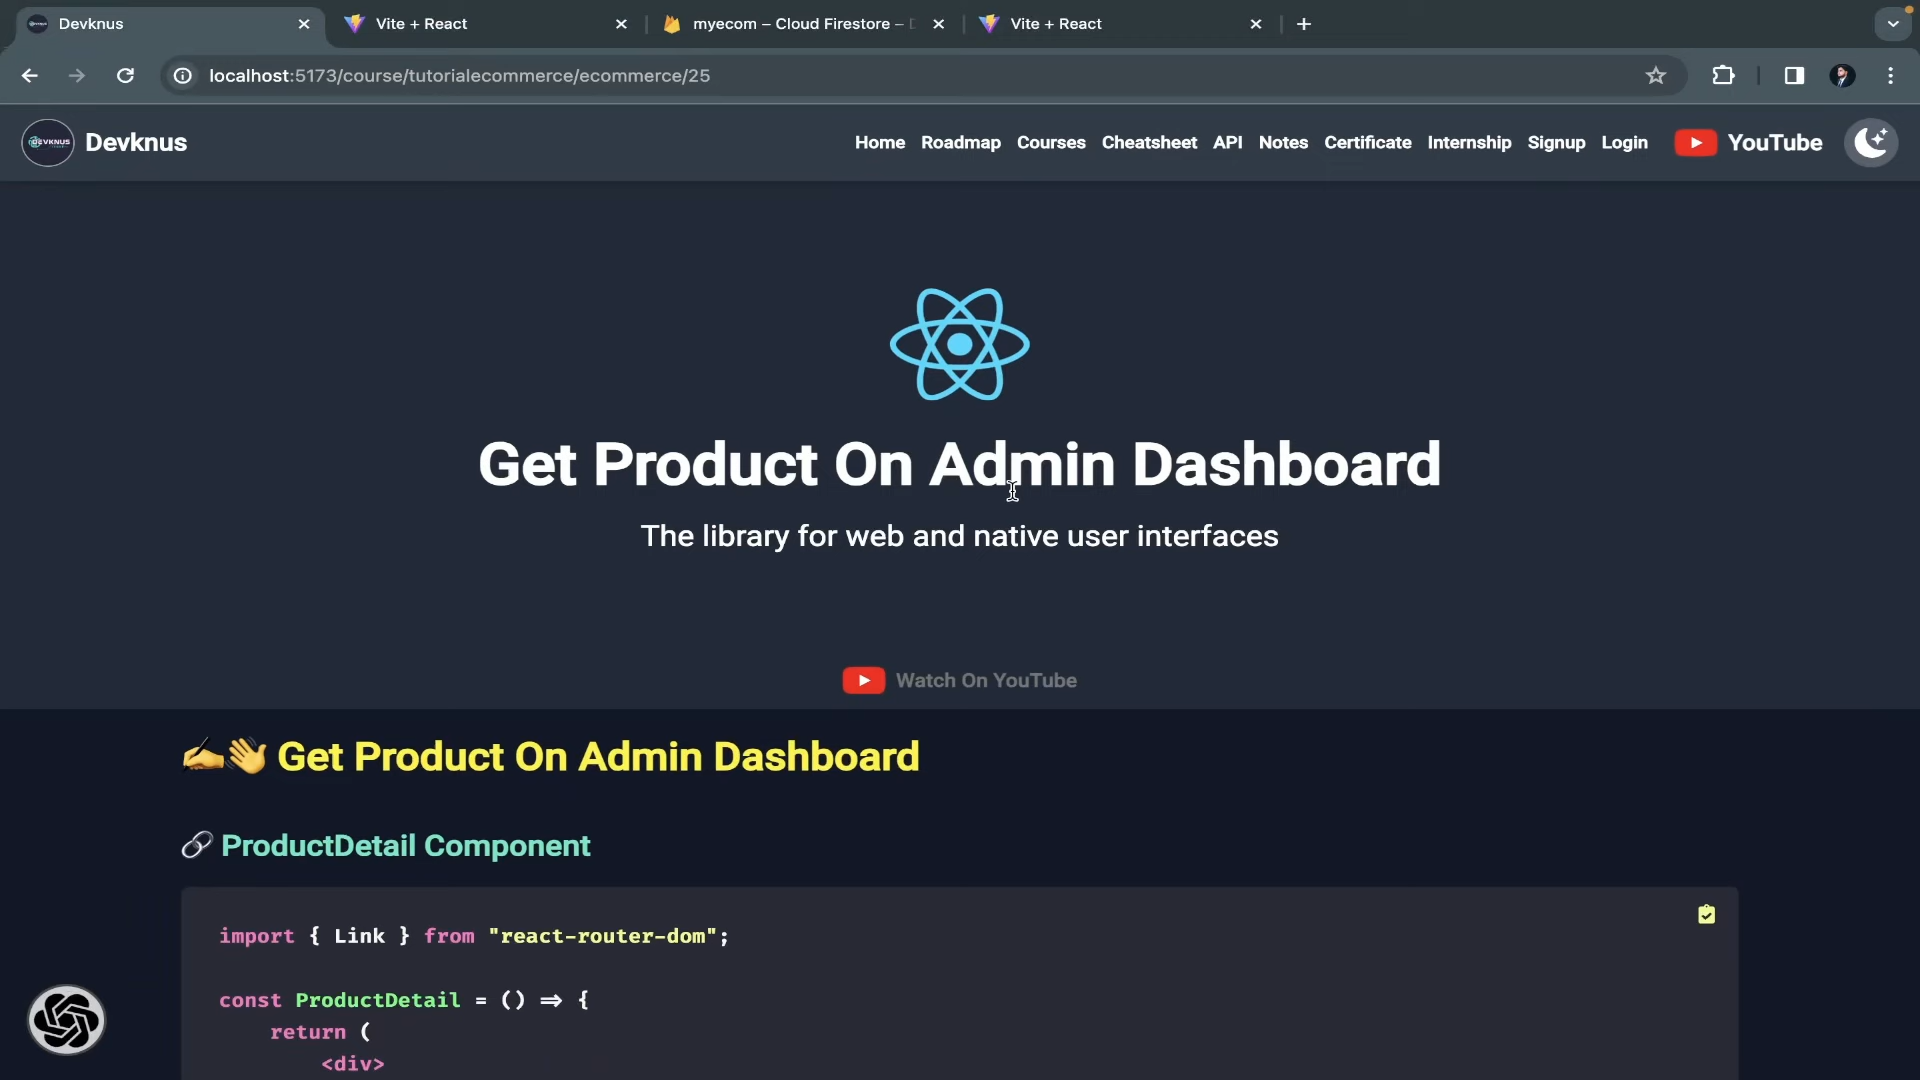 Devknus
Vite + React
myecom – Cloud Firestore –
Vite + React
localhost:5173/course/tutorialecommerce/ecommerce/25
DEVKNUS
Devknus
Home
Roadmap
Courses
Cheatsheet
API
Notes
Certificate
Internship
Signup
Login
YouTube
Get Product On Admin Dashboard
The library for web and native user interfaces
Watch On YouTube
✍️👋 Get Product On Admin Dashboard
🔗 ProductDetail Component
import { Link } from "react-router-dom";
const ProductDetail = () => {
return (
<div>